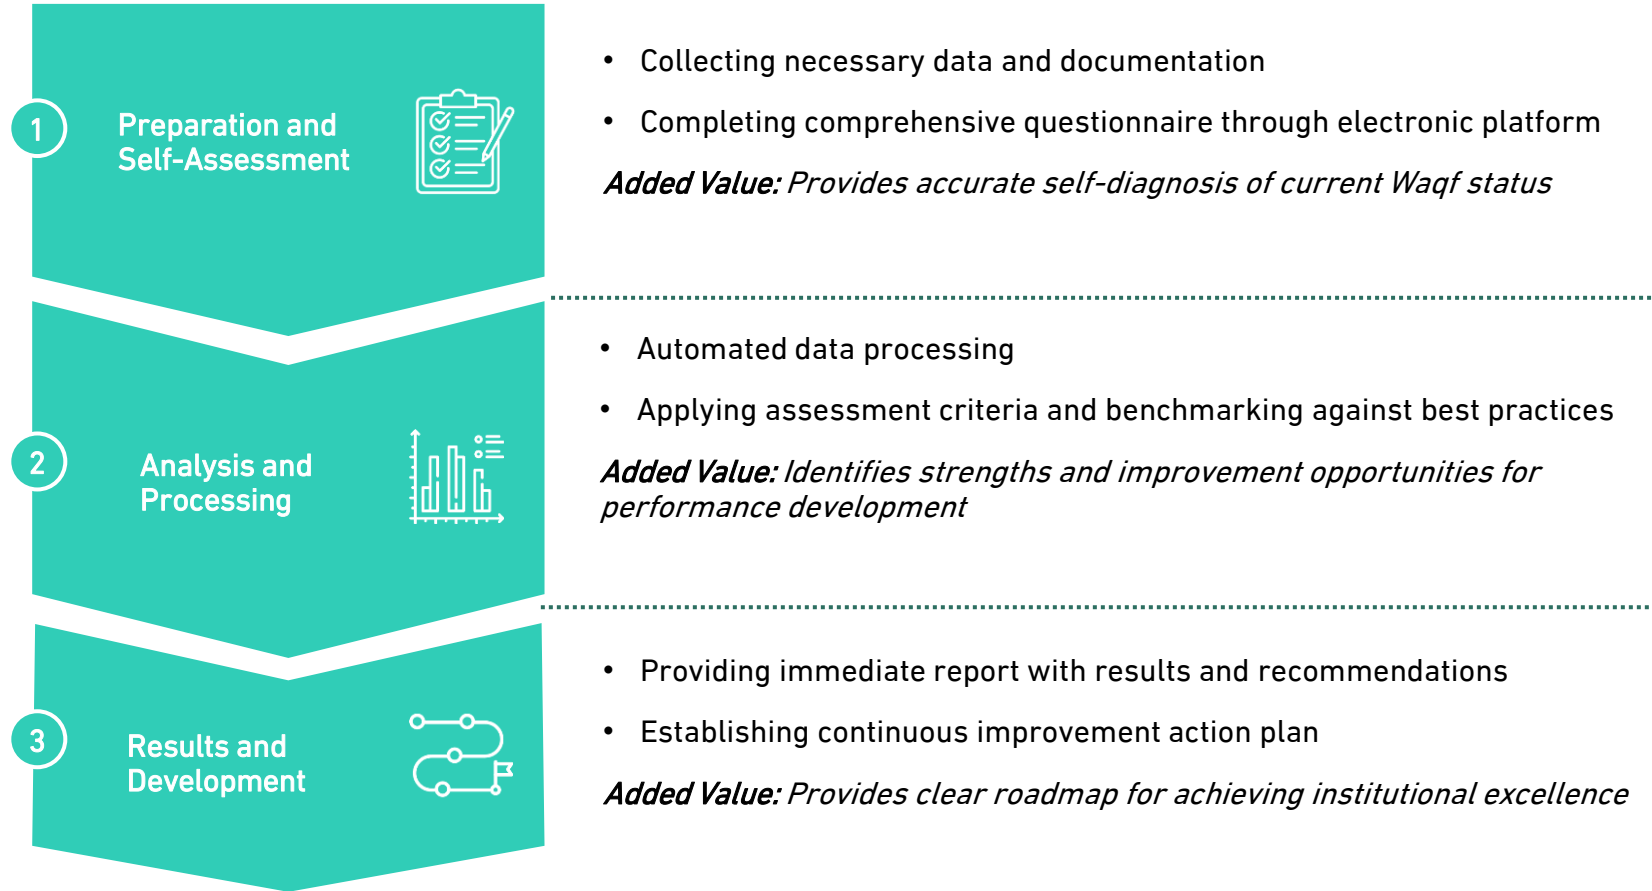 1
Preparation and
Self-Assessment
• Collecting necessary data and documentation
• Completing comprehensive questionnaire through electronic platform
Added Value: Provides accurate self-diagnosis of current Waqf status
2
Analysis and
Processing
• Automated data processing
• Applying assessment criteria and benchmarking against best practices
Added Value: Identifies strengths and improvement opportunities for
performance development
3
Results and
Development
• Providing immediate report with results and recommendations
• Establishing continuous improvement action plan
Added Value: Provides clear roadmap for achieving institutional excellence